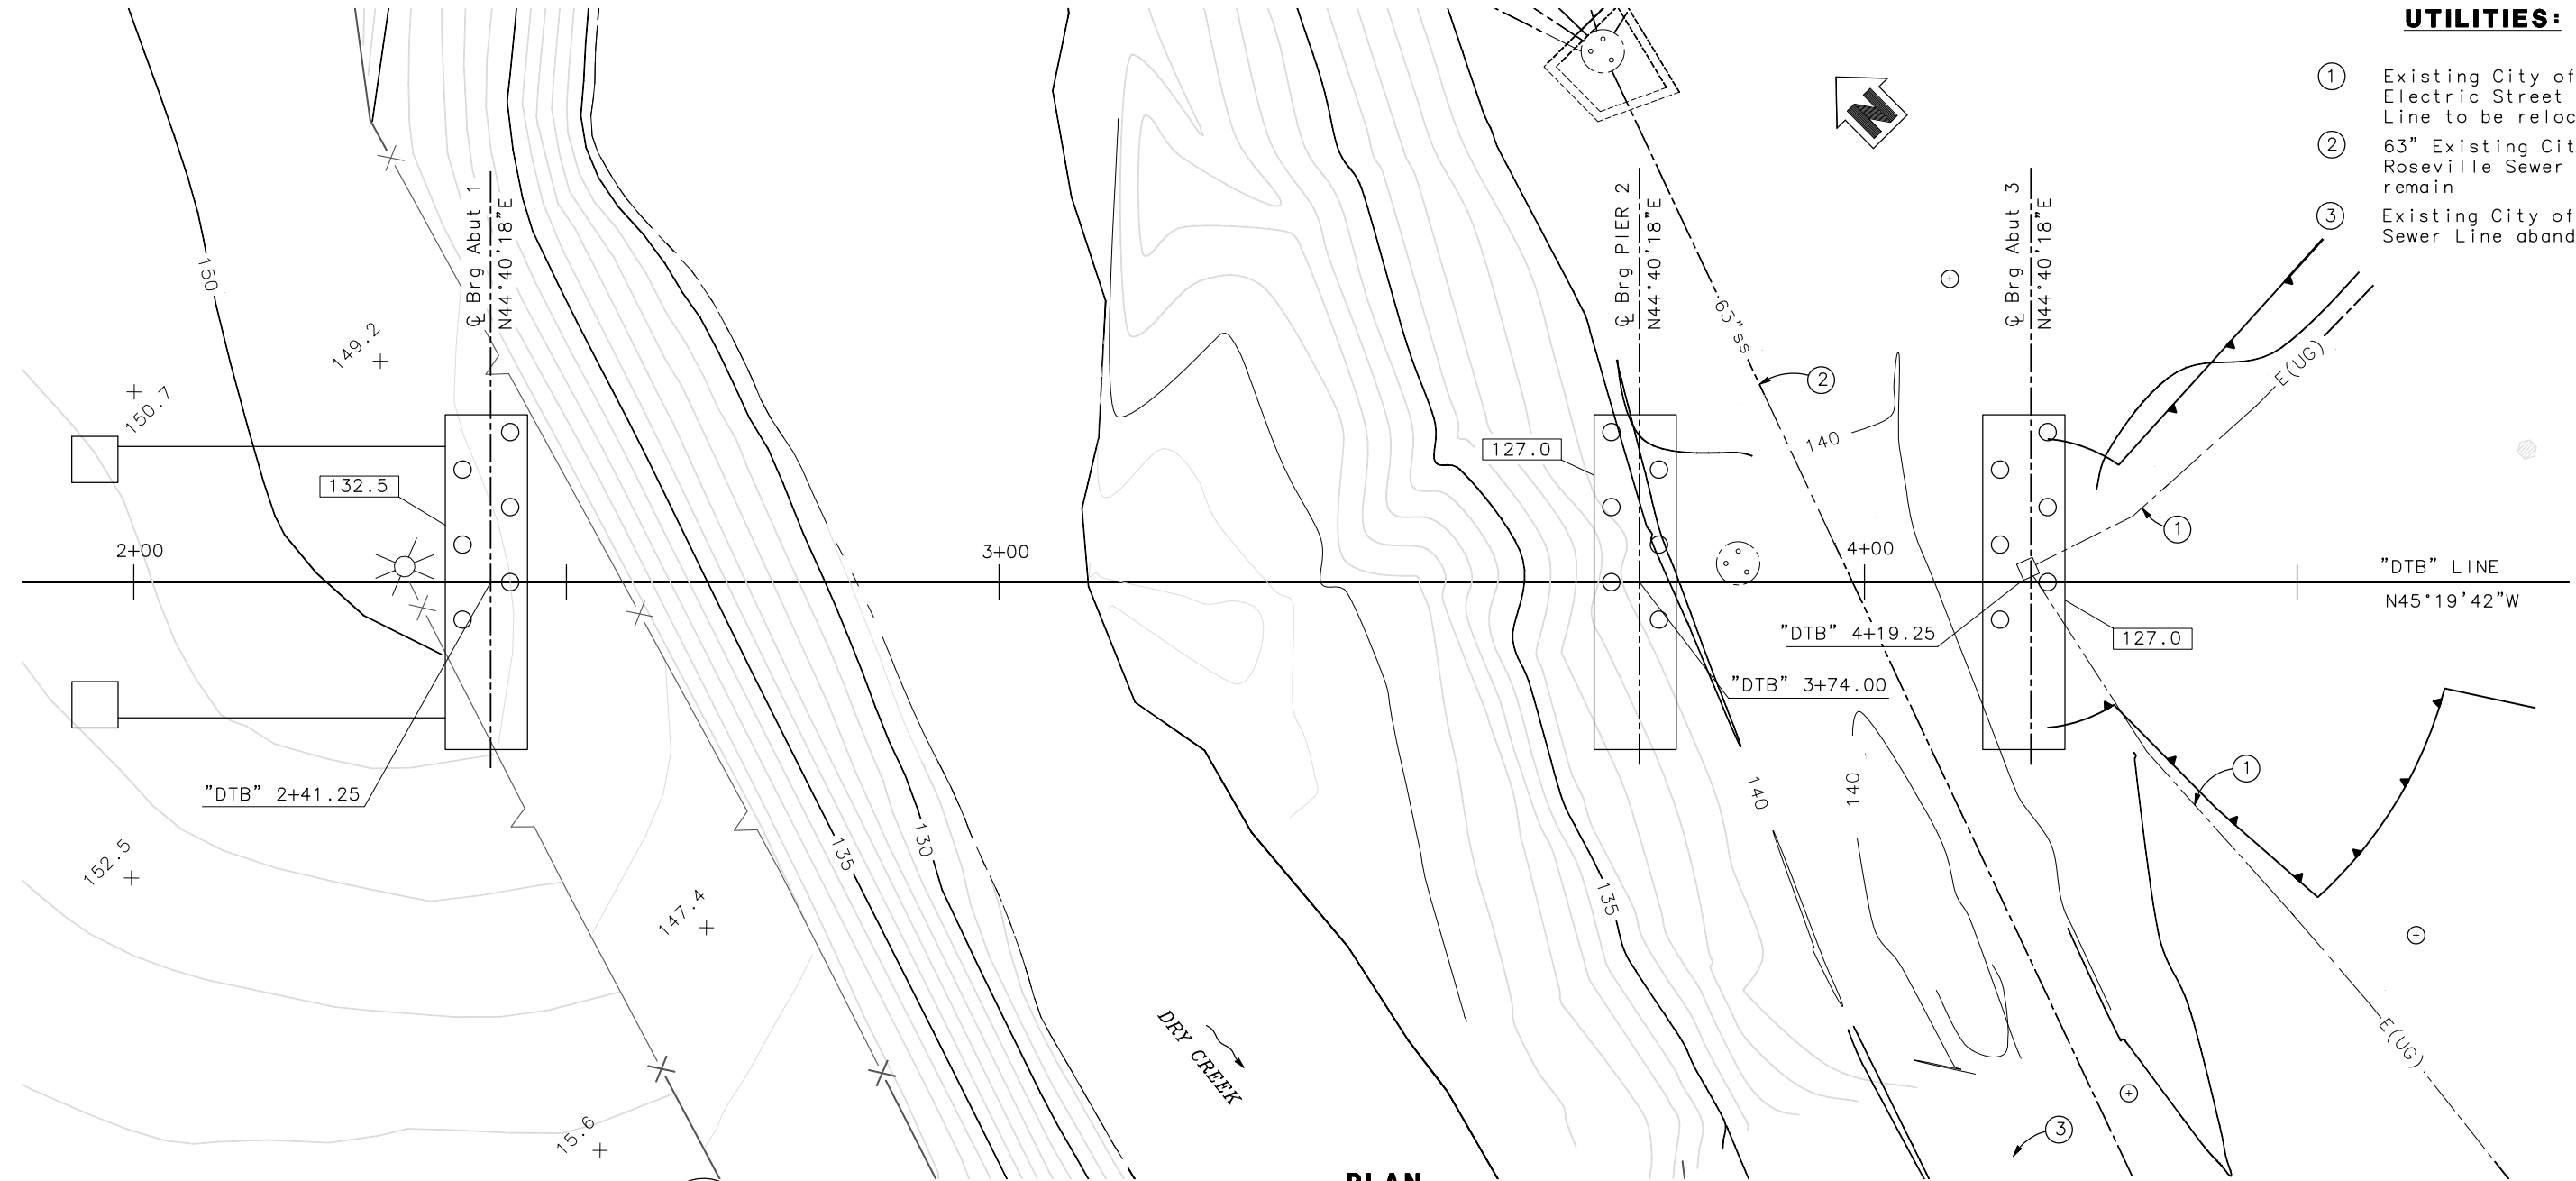 UTILITIES:
1 Existing City of
Electric Street
Line to be reloc
2 63" Existing Cit
Roseville Sewer
remain
3 Existing City of
Sewer Line aband
N
℄ Brg Abut 1
N44°40'18"E
℄ Brg PIER 2
N44°40'18"E
℄ Brg Abut 3
N44°40'18"E
150
149.2
150.7
63"ss
2
E(UG)
140
127.0
132.5
1
2+00
3+00
4+00
"DTB" LINE
N45°19'42"W
"DTB" 4+19.25
127.0
"DTB" 3+74.00
"DTB" 2+41.25
140
140
1
135
130
152.5
147.4
135
DRY CREEK
E(UG)
15.6
3
PLAN